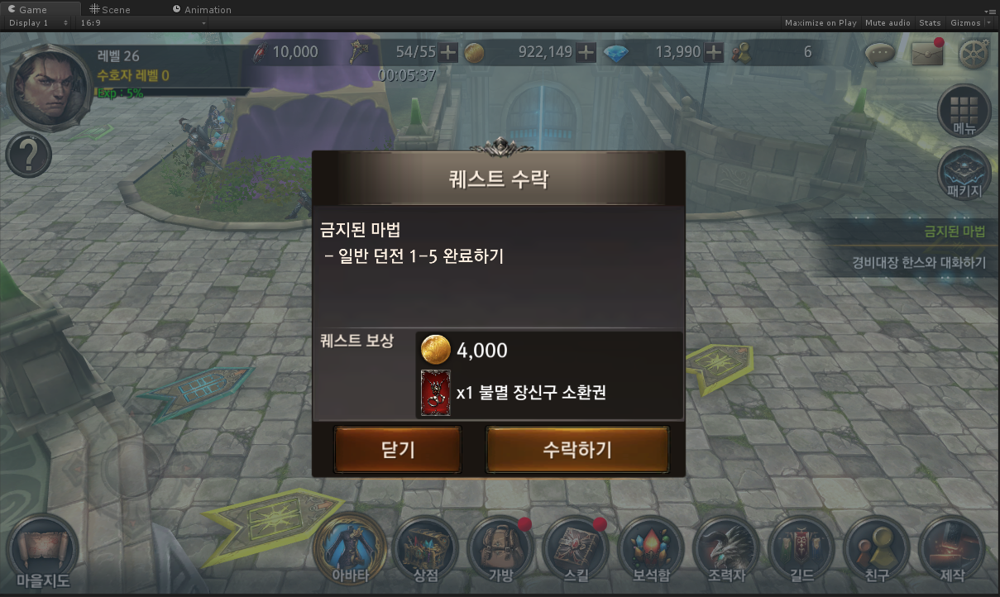 Game
Scene
Animation
Display 1
16:9
Maximize on Play
Mute audio
Stats
Gizmos
레벨 26
10,000
54/55
922,149
13,990
6
수호자 레벨 0
00:05:37
Exp : 5%
?
메뉴
패키지
퀘스트 수락
금지된 마법
- 일반 던전 1-5 완료하기
금지된 마법
경비대장 한스와 대화하기
퀘스트 보상
4,000
x1 불멸 장신구 소환권
닫기
수락하기
마을지도
아바타
상점
가방
스킬
보석함
조력자
길드
친구
제작